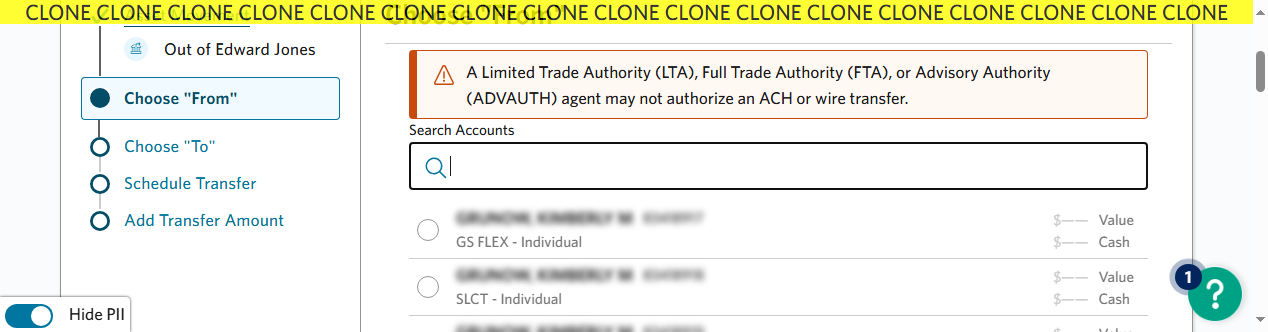 CLONE CLONE CLONE CLONE CLONE CLONE CLONE CLONE CLONE CLONE CLONE CLONE CLONE CLONE CLONE CLONE CLONE
Out of Edward Jones
Choose "From"
Choose "To"
Schedule Transfer
Add Transfer Amount
A Limited Trade Authority (LTA), Full Trade Authority (FTA), or Advisory Authority
(ADVAUTH) agent may not authorize an ACH or wire transfer.
Search Accounts
$—— Value
GS FLEX - Individual
$—— Cash
$—— Value
SLCT - Individual
$—— Cash
1
?
Hide PII